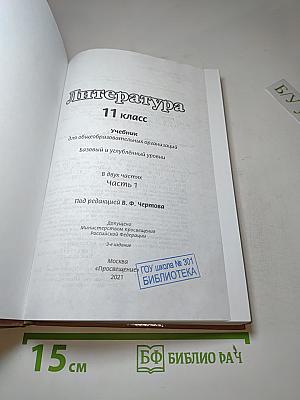 Литература
11 класс
Учебник
для общеобразовательных организаций
Базовый и углублённый уровни
В двух частях
Часть 1
Под редакцией В. Ф. Чертова
Допущено
Министерством просвещения
Российской Федерации
3-е издание
Москва
«Просвещение»
2021
ГОУ школа № 301
БИБЛИОТЕКА
Б/У
15 см
БФ БИБЛИО